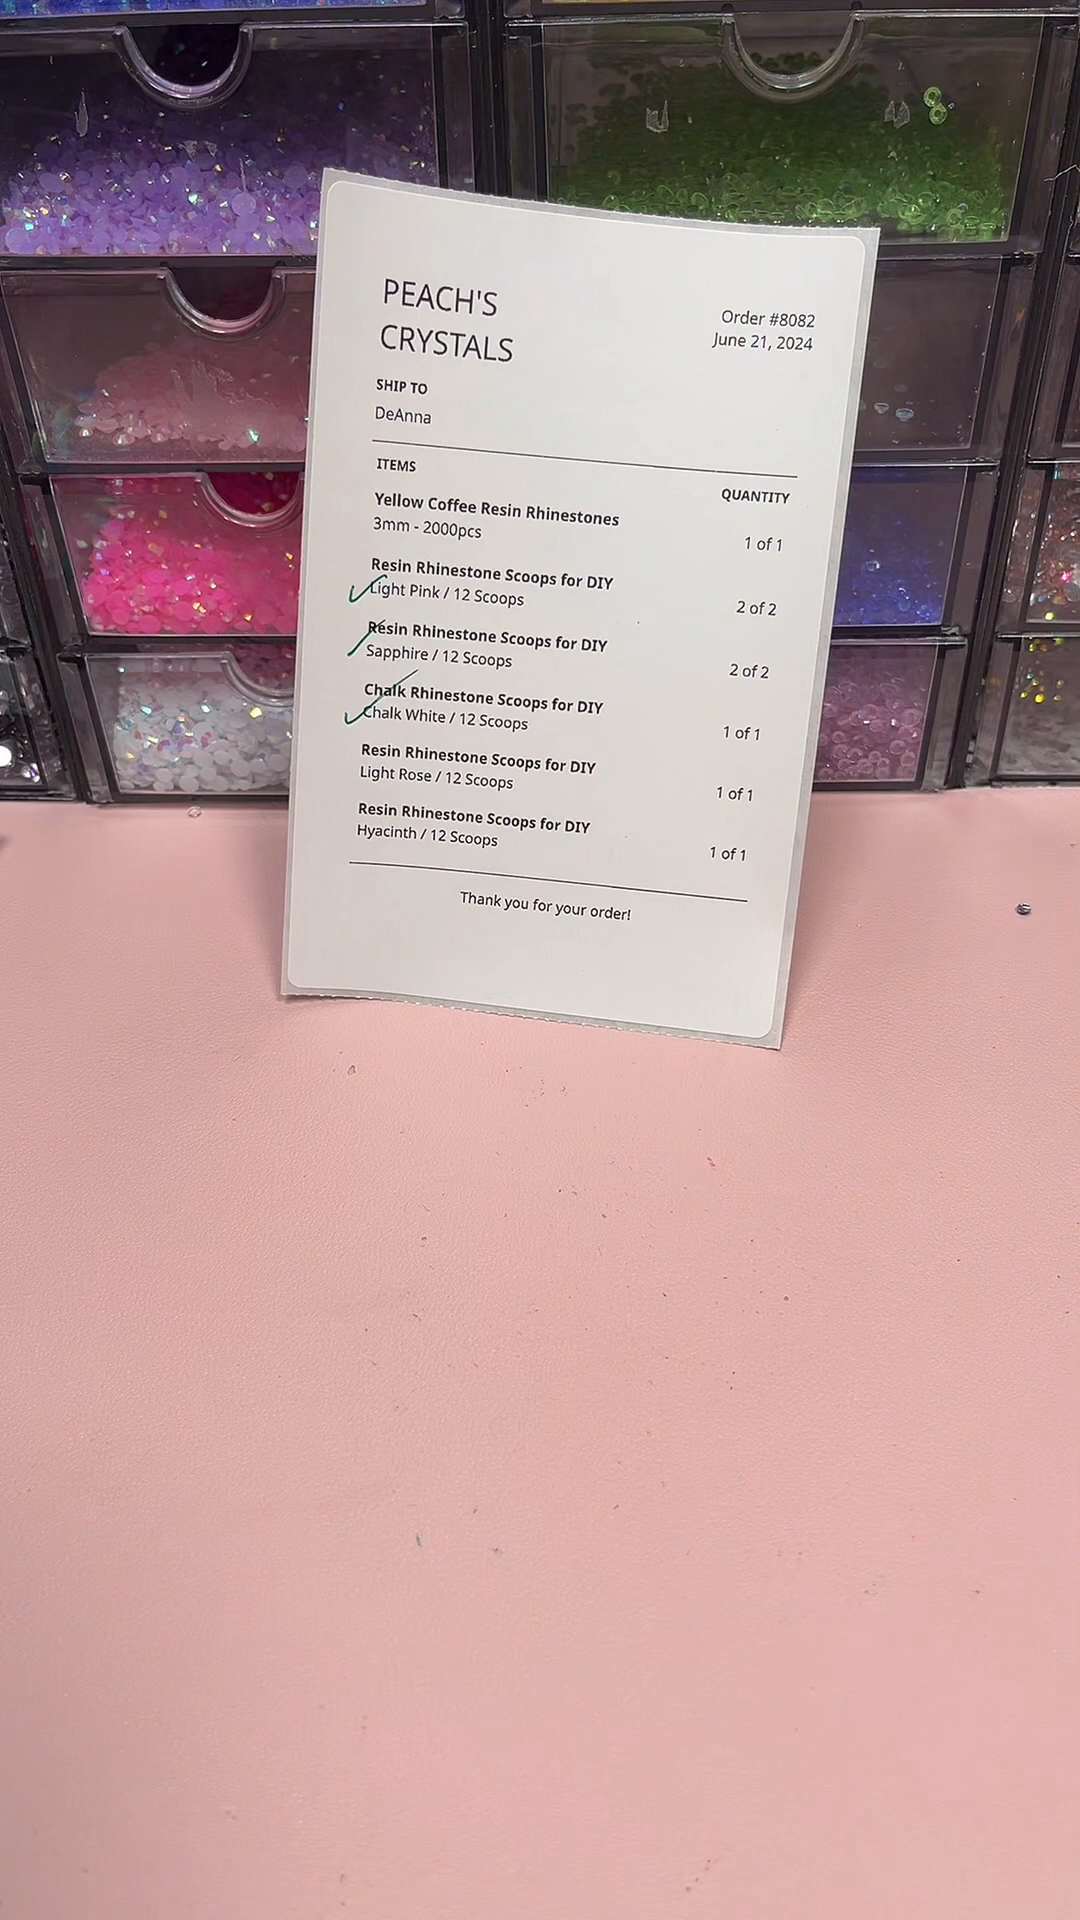 PEACH'S
CRYSTALS
Order #8082
June 21, 2024
SHIP TO
DeAnna
ITEMS
QUANTITY
Yellow Coffee Resin Rhinestones
3mm - 2000pcs
1 of 1
Resin Rhinestone Scoops for DIY
Light Pink / 12 Scoops
2 of 2
Resin Rhinestone Scoops for DIY
Sapphire / 12 Scoops
2 of 2
Chalk Rhinestone Scoops for DIY
Chalk White / 12 Scoops
1 of 1
Resin Rhinestone Scoops for DIY
Light Rose / 12 Scoops
1 of 1
Resin Rhinestone Scoops for DIY
Hyacinth / 12 Scoops
1 of 1
Thank you for your order!